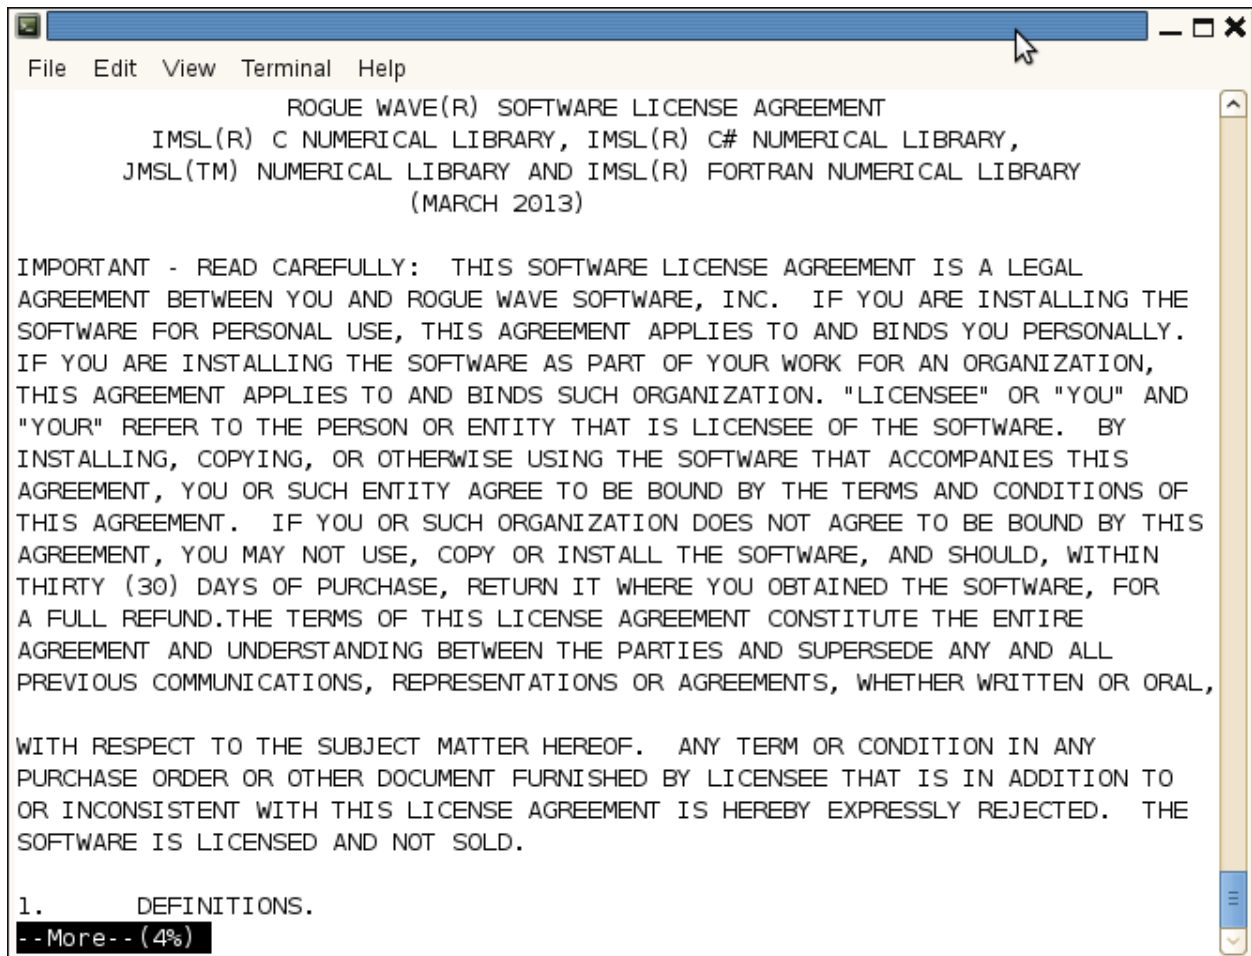 File Edit View Terminal Help
ROGUE WAVE(R) SOFTWARE LICENSE AGREEMENT
IMSL(R) C NUMERICAL LIBRARY, IMSL(R) C# NUMERICAL LIBRARY,
JMSL(TM) NUMERICAL LIBRARY AND IMSL(R) FORTRAN NUMERICAL LIBRARY
(MARCH 2013)
IMPORTANT - READ CAREFULLY:  THIS SOFTWARE LICENSE AGREEMENT IS A LEGAL
AGREEMENT BETWEEN YOU AND ROGUE WAVE SOFTWARE, INC.  IF YOU ARE INSTALLING THE
SOFTWARE FOR PERSONAL USE, THIS AGREEMENT APPLIES TO AND BINDS YOU PERSONALLY.
IF YOU ARE INSTALLING THE SOFTWARE AS PART OF YOUR WORK FOR AN ORGANIZATION,
THIS AGREEMENT APPLIES TO AND BINDS SUCH ORGANIZATION. "LICENSEE" OR "YOU" AND
"YOUR" REFER TO THE PERSON OR ENTITY THAT IS LICENSEE OF THE SOFTWARE.  BY
INSTALLING, COPYING, OR OTHERWISE USING THE SOFTWARE THAT ACCOMPANIES THIS
AGREEMENT, YOU OR SUCH ENTITY AGREE TO BE BOUND BY THE TERMS AND CONDITIONS OF
THIS AGREEMENT.  IF YOU OR SUCH ORGANIZATION DOES NOT AGREE TO BE BOUND BY THIS
AGREEMENT, YOU MAY NOT USE, COPY OR INSTALL THE SOFTWARE, AND SHOULD, WITHIN
THIRTY (30) DAYS OF PURCHASE, RETURN IT WHERE YOU OBTAINED THE SOFTWARE, FOR
A FULL REFUND.THE TERMS OF THIS LICENSE AGREEMENT CONSTITUTE THE ENTIRE
AGREEMENT AND UNDERSTANDING BETWEEN THE PARTIES AND SUPERSEDE ANY AND ALL
PREVIOUS COMMUNICATIONS, REPRESENTATIONS OR AGREEMENTS, WHETHER WRITTEN OR ORAL,
WITH RESPECT TO THE SUBJECT MATTER HEREOF.  ANY TERM OR CONDITION IN ANY
PURCHASE ORDER OR OTHER DOCUMENT FURNISHED BY LICENSEE THAT IS IN ADDITION TO
OR INCONSISTENT WITH THIS LICENSE AGREEMENT IS HEREBY EXPRESSLY REJECTED.  THE
SOFTWARE IS LICENSED AND NOT SOLD.
1.      DEFINITIONS.
--More--(4%)